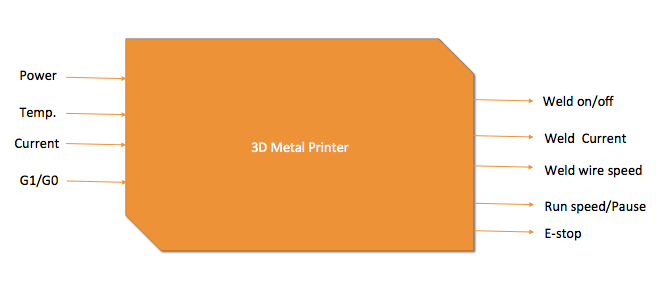 Power
Temp.
Current
G1/G0
3D Metal Printer
Weld on/off
Weld Current
Weld wire speed
Run speed/Pause
E-stop